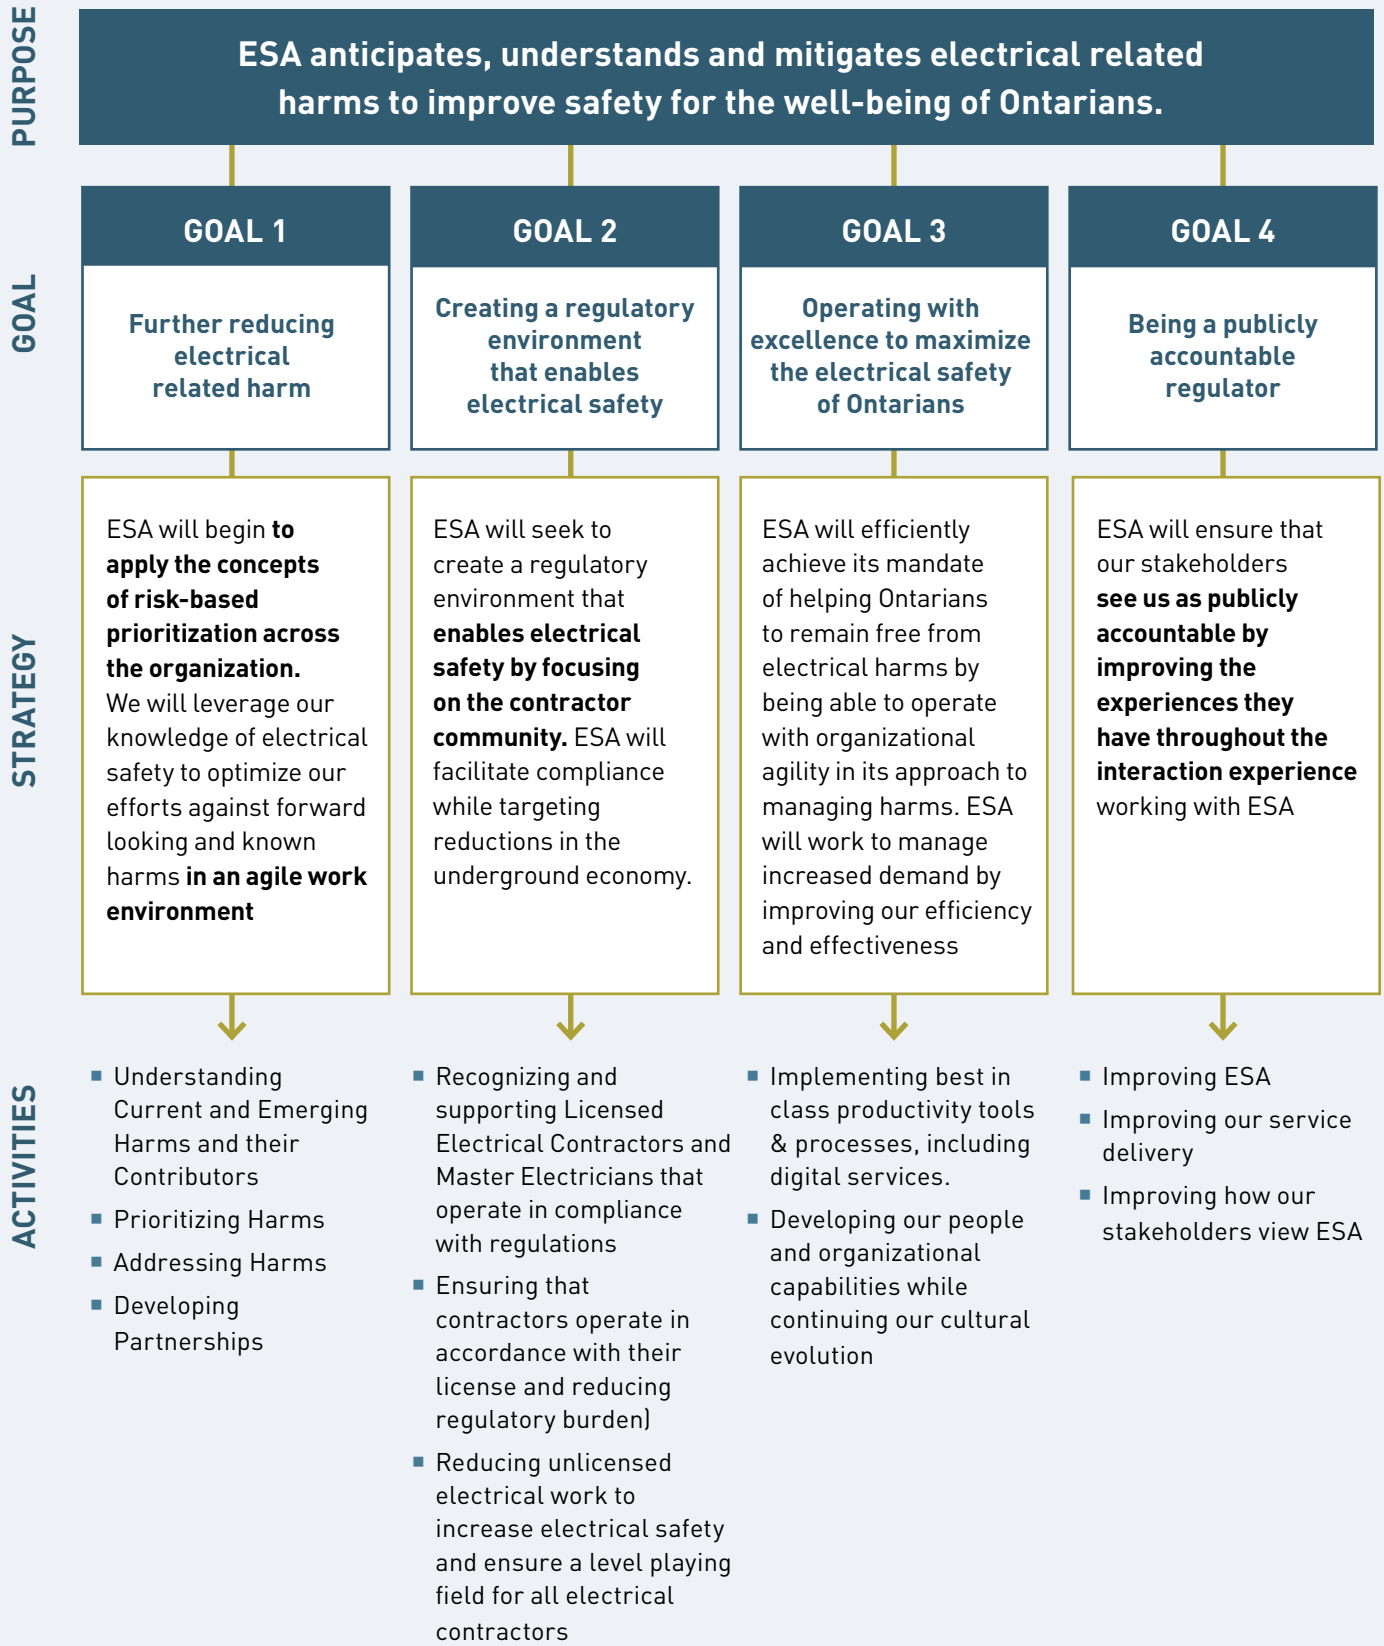 PURPOSE
ESA anticipates, understands and mitigates electrical related
harms to improve safety for the well-being of Ontarians.
GOAL
GOAL 1
Further reducing
electrical
related harm
GOAL 2
Creating a regulatory
environment
that enables
electrical safety
GOAL 3
Operating with
excellence to maximize
the electrical safety
of Ontarians
GOAL 4
Being a publicly
accountable
regulator
STRATEGY
ESA will begin to
apply the concepts
of risk-based
prioritization across
the organization.
We will leverage our
knowledge of electrical
safety to optimize our
efforts against forward
looking and known
harms in an agile work
environment
ESA will seek to
create a regulatory
environment that
enables electrical
safety by focusing
on the contractor
community. ESA will
facilitate compliance
while targeting
reductions in the
underground economy.
ESA will efficiently
achieve its mandate
of helping Ontarians
to remain free from
electrical harms by
being able to operate
with organizational
agility in its approach to
managing harms. ESA
will work to manage
increased demand by
improving our efficiency
and effectiveness
ESA will ensure that
our stakeholders
see us as publicly
accountable by
improving the
experiences they
have throughout the
interaction experience
working with ESA
ACTIVITIES
▪ Understanding
Current and Emerging
Harms and their
Contributors
▪ Prioritizing Harms
▪ Addressing Harms
▪ Developing
Partnerships
▪ Recognizing and
supporting Licensed
Electrical Contractors and
Master Electricians that
operate in compliance
with regulations
▪ Ensuring that
contractors operate in
accordance with their
license and reducing
regulatory burden)
▪ Reducing unlicensed
electrical work to
increase electrical safety
and ensure a level playing
field for all electrical
contractors
▪ Implementing best in
class productivity tools
& processes, including
digital services.
▪ Developing our people
and organizational
capabilities while
continuing our cultural
evolution
▪ Improving ESA
▪ Improving our service
delivery
▪ Improving how our
stakeholders view ESA